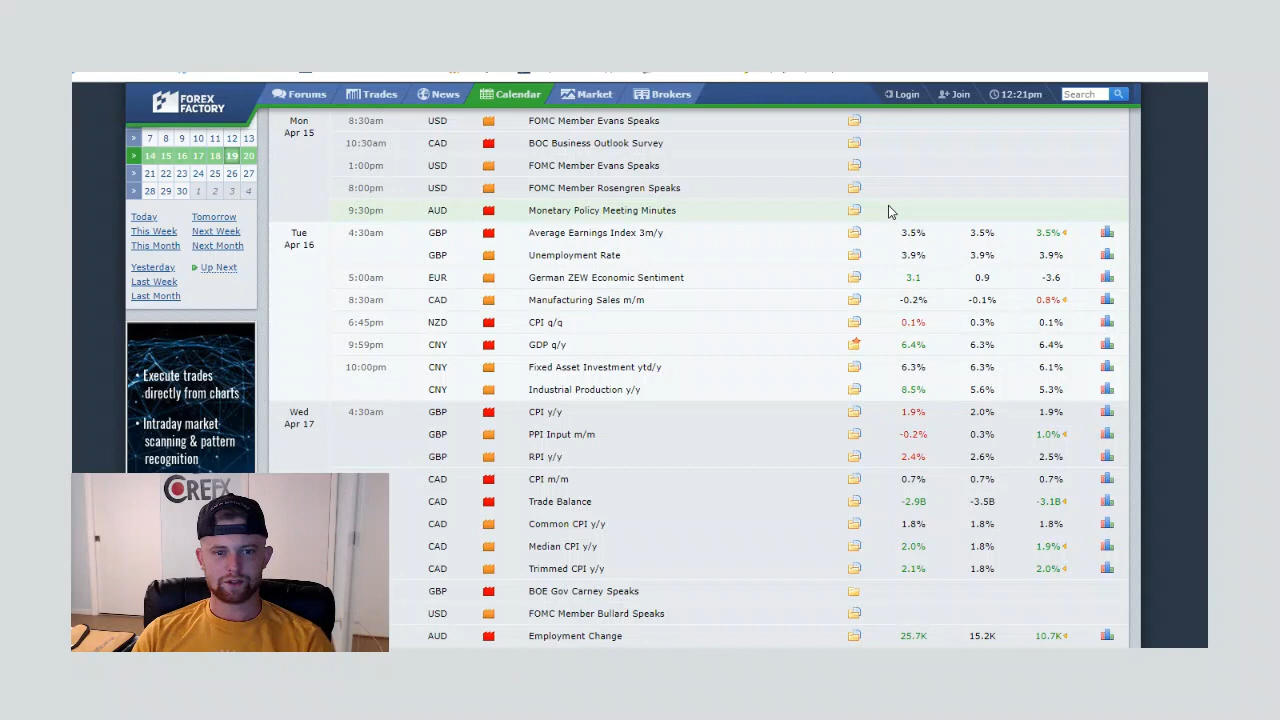 FOREX
FACTORY
Forums Trades News Calendar Market Brokers Login Join 12:21pm Search
> 7 8 9 10 11 12 13
> 14 15 16 17 18 19 20
> 21 22 23 24 25 26 27
> 28 29 30 1 2 3 4
Today Tomorrow
This Week Next Week
This Month Next Month
Yesterday Up Next
Last Week
Last Month
• Execute trades
directly from charts
• Intraday market
scanning & pattern
recognition
COREFX
Mon
Apr 15
8:30am USD FOMC Member Evans Speaks
10:30am CAD BOC Business Outlook Survey
1:00pm USD FOMC Member Evans Speaks
8:00pm USD FOMC Member Rosengren Speaks
9:30pm AUD Monetary Policy Meeting Minutes
Tue
Apr 16
4:30am GBP Average Earnings Index 3m/y 3.5% 3.5% 3.5%
GBP Unemployment Rate 3.9% 3.9% 3.9%
5:00am EUR German ZEW Economic Sentiment 3.1 0.9 -3.6
8:30am CAD Manufacturing Sales m/m -0.2% -0.1% 0.8%
6:45pm NZD CPI q/q 0.1% 0.3% 0.1%
9:59pm CNY GDP q/y 6.4% 6.3% 6.4%
10:00pm CNY Fixed Asset Investment ytd/y 6.3% 6.3% 6.1%
CNY Industrial Production y/y 8.5% 5.6% 5.3%
Wed
Apr 17
4:30am GBP CPI y/y 1.9% 2.0% 1.9%
GBP PPI Input m/m -0.2% 0.3% 1.0%
GBP RPI y/y 2.4% 2.6% 2.5%
CAD CPI m/m 0.7% 0.7% 0.7%
CAD Trade Balance -2.9B -3.5B -3.1B
CAD Common CPI y/y 1.8% 1.8% 1.8%
CAD Median CPI y/y 2.0% 1.8% 1.9%
CAD Trimmed CPI y/y 2.1% 1.8% 2.0%
GBP BOE Gov Carney Speaks
USD FOMC Member Bullard Speaks
AUD Employment Change 25.7K 15.2K 10.7K